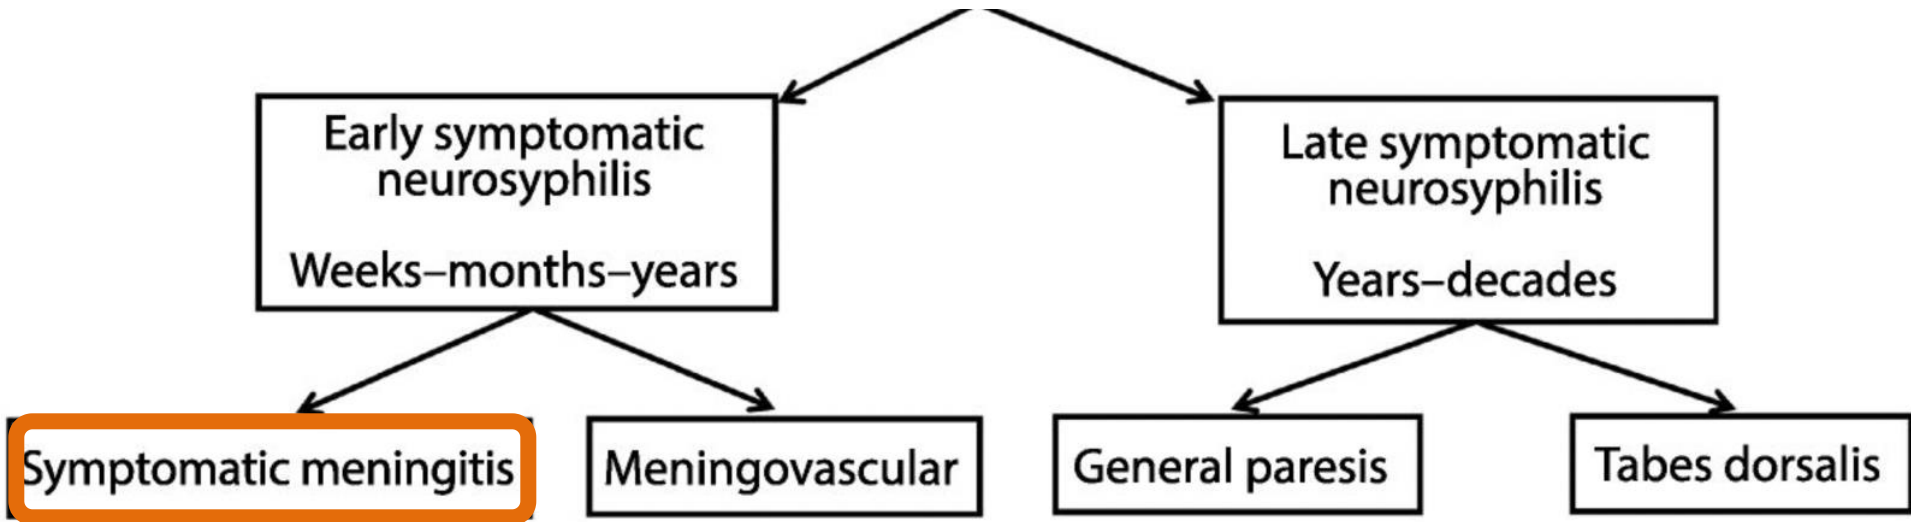 Early symptomatic
neurosyphilis
Weeks–months–years
Late symptomatic
neurosyphilis
Years–decades
Symptomatic meningitis
Meningovascular
General paresis
Tabes dorsalis